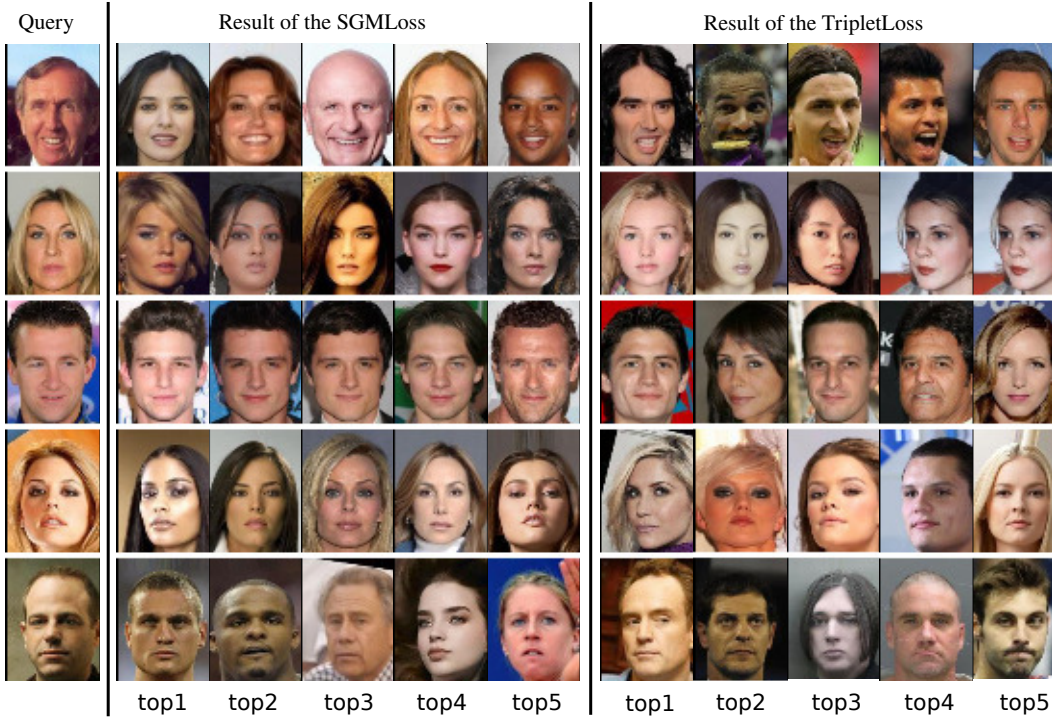 Query Result of the SGMLoss Result of the TripletLoss
top1 top2 top3 top4 top5 top1 top2 top3 top4 top5